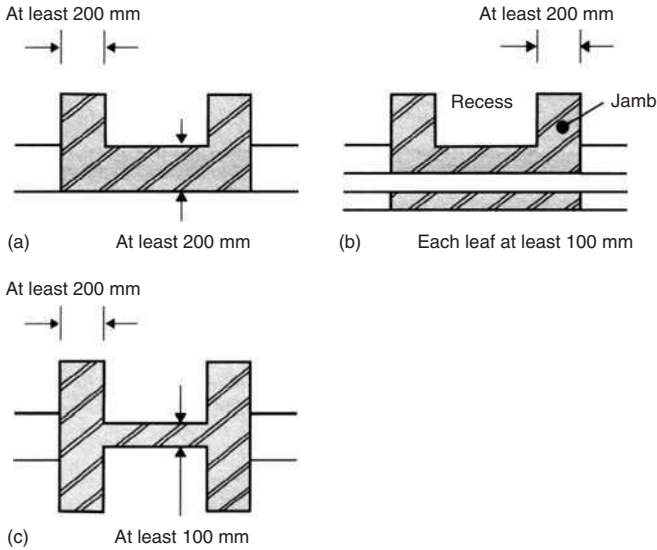 At least 200 mm
At least 200 mm
Recess
Jamb
(a)
At least 200 mm
(b)
Each leaf at least 100 mm
At least 200 mm
(c)
At least 100 mm